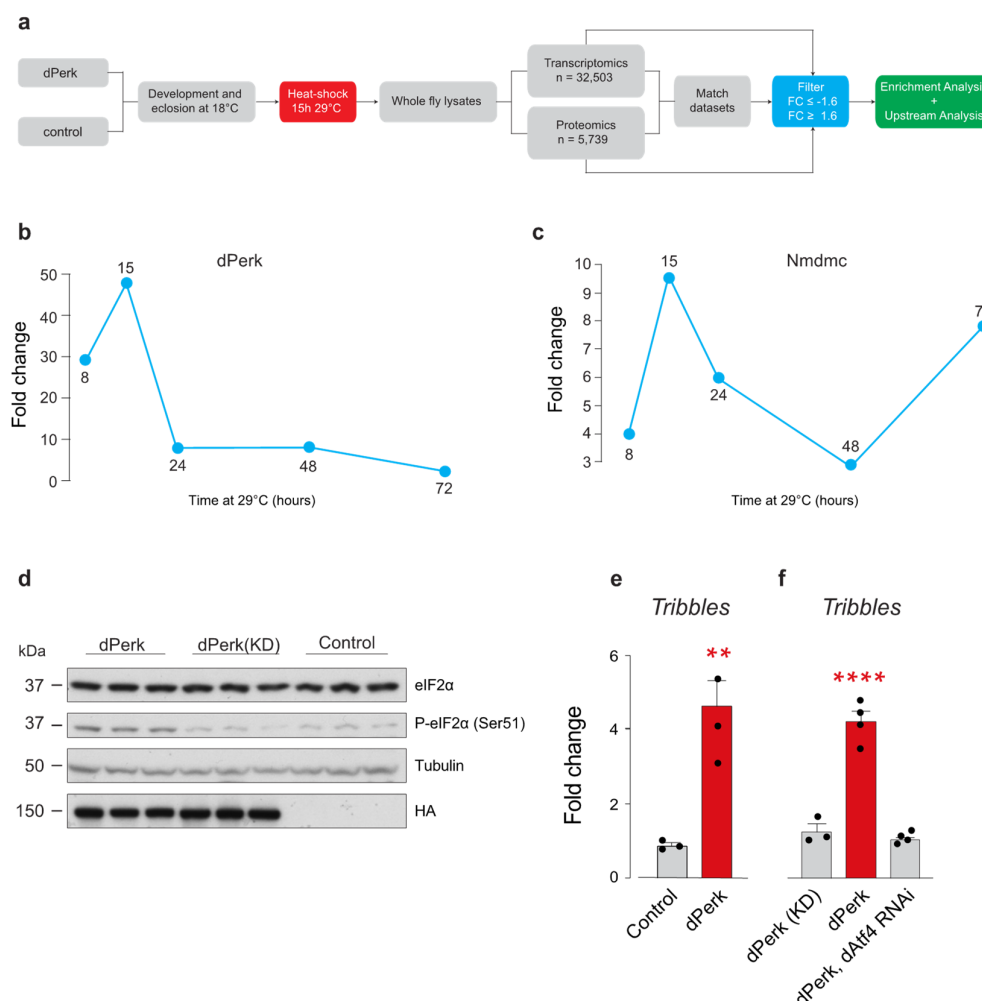 a
dPerk
control
Development and
eclosion at 18°C
Heat-shock
15h 29°C
Whole fly lysates
Transcriptomics
n = 32,503
Proteomics
n = 5,739
Match
datasets
Filter
FC ≤ -1.6
FC ≥ 1.6
Enrichment Analysis
+
Upstream Analysis
b
dPerk
Fold change
50
40
30
20
10
0
8
15
24
48
72
Time at 29°C (hours)
c
Nmdmc
Fold change
10
9
8
7
6
5
4
3
8
15
24
48
7
Time at 29°C (hours)
d
kDa
dPerk
dPerk(KD)
Control
37
eIF2α
37
P-eIF2α (Ser51)
50
Tubulin
150
HA
e
Tribbles
Fold change
6
4
2
0
**
Control
dPerk
f
Tribbles
****
dPerk (KD)
dPerk
dPerk, dAtf4 RNAi